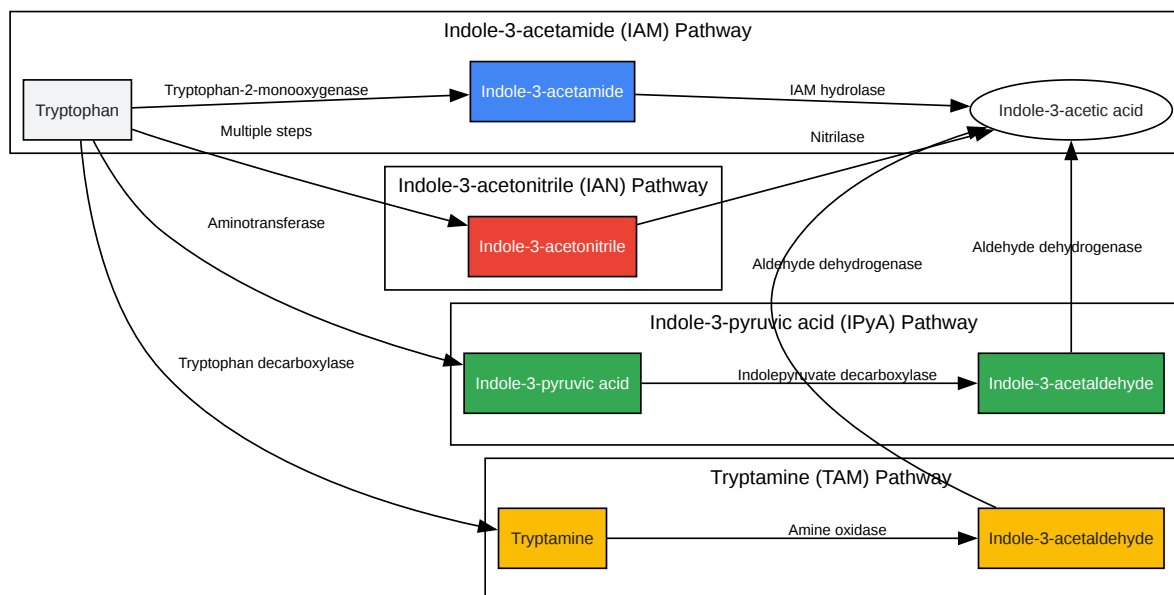 Indole-3-acetamide (IAM) Pathway
Tryptophan
Tryptophan-2-monooxygenase
Indole-3-acetamide
IAM hydrolase
Indole-3-acetic acid
Multiple steps
Nitrilase
Indole-3-acetonitrile (IAN) Pathway
Indole-3-acetonitrile
Aminotransferase
Aldehyde dehydrogenase
Aldehyde dehydrogenase
Indole-3-pyruvic acid (IPyA) Pathway
Tryptophan decarboxylase
Indole-3-pyruvic acid
Indolepyruvate decarboxylase
Indole-3-acetaldehyde
Tryptamine (TAM) Pathway
Tryptamine
Amine oxidase
Indole-3-acetaldehyde